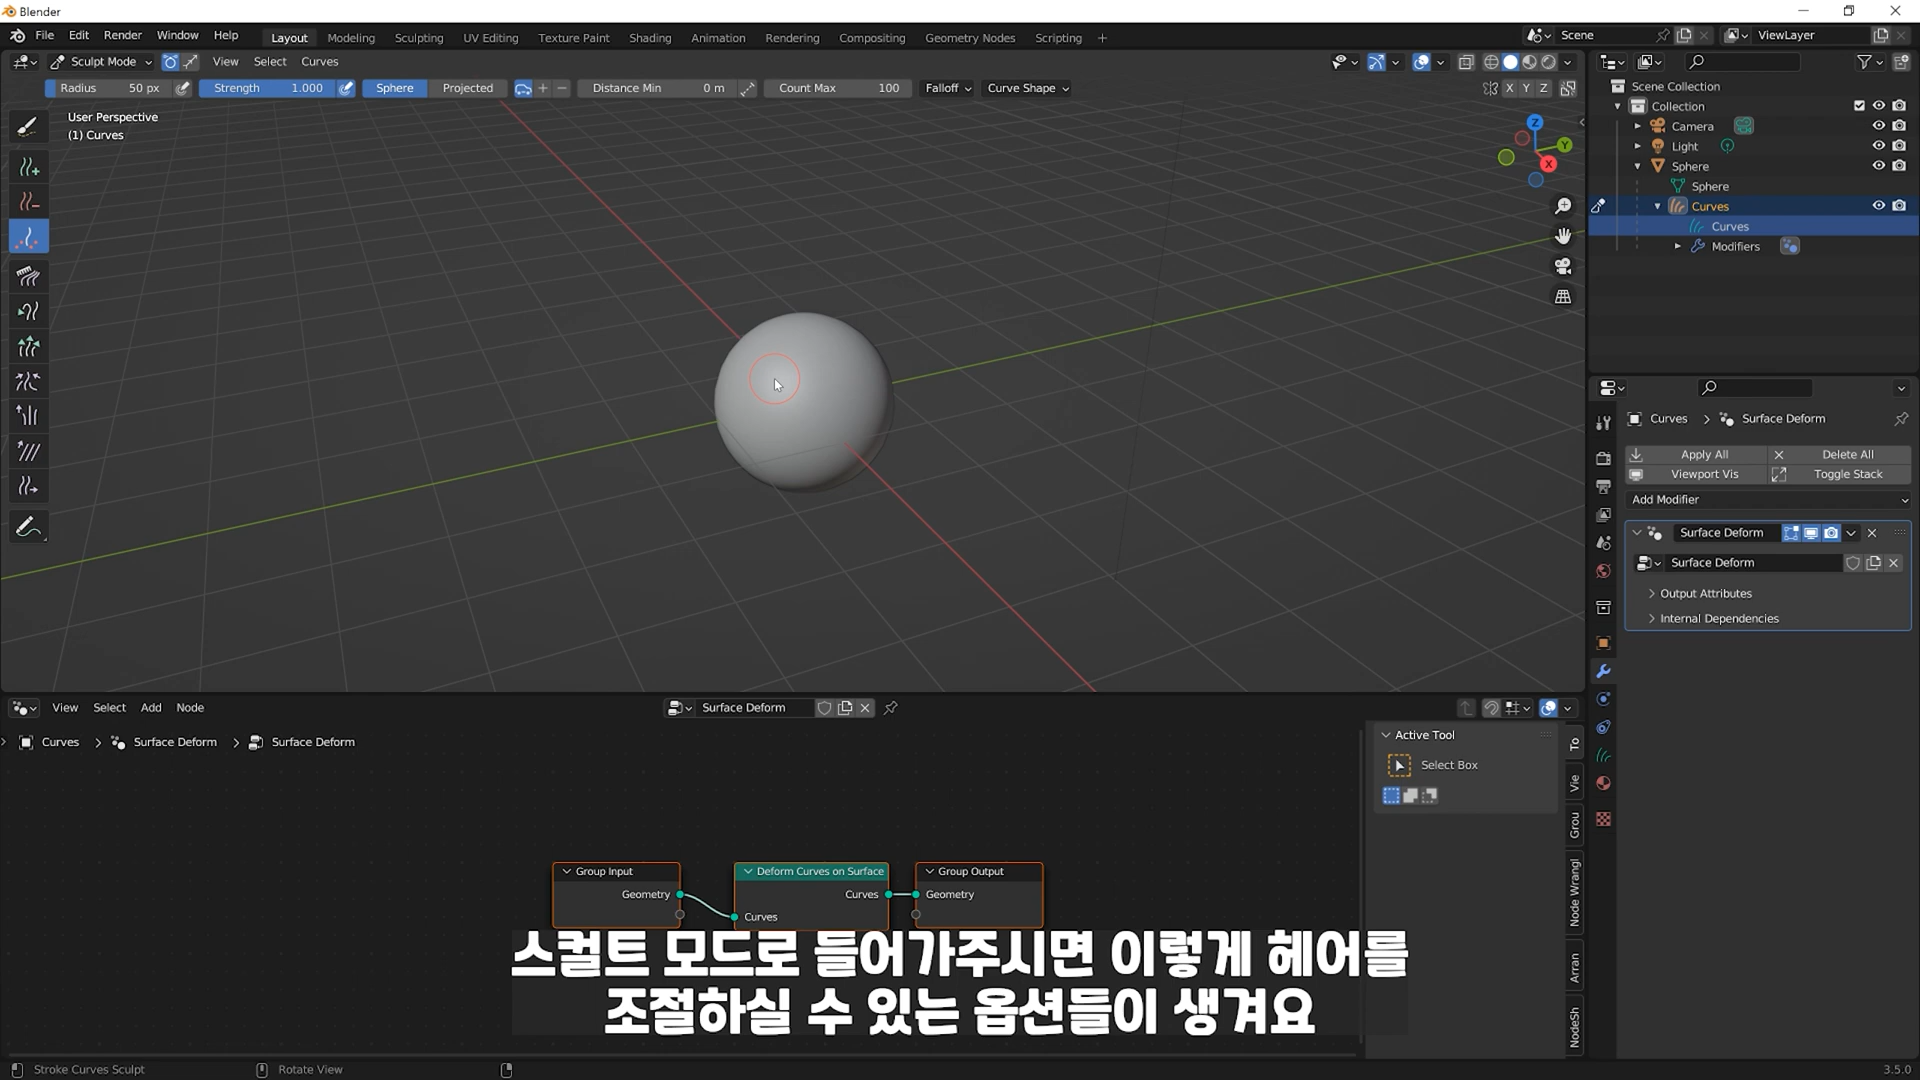 Blender
File Edit Render Window Help Layout Modeling Sculpting UV Editing Texture Paint Shading Animation Rendering Compositing Geometry Nodes Scripting + Scene ViewLayer
Sculpt Mode View Select Curves
Radius 50 px Strength 1.000 Sphere Projected Distance Min 0 m Count Max 100 Falloff Curve Shape X Y Z
User Perspective
(1) Curves
Z
Y
X
Scene Collection
Collection
Camera
Light
Sphere
Sphere
Curves
Curves
Modifiers
Curves > Surface Deform
Apply All Delete All
Viewport Vis Toggle Stack
Add Modifier
Surface Deform
Surface Deform
Output Attributes
Internal Dependencies
View Select Add Node Surface Deform
Curves > Surface Deform > Surface Deform
Active Tool
Select Box
To
Vie
Grou
Node Wrangl
Arran
NodeSh
Group Input
Geometry
Deform Curves on Surface
Curves
Curves
Group Output
Geometry
스컬트 모드로 들어가주시면 이렇게 헤어를
조절하실 수 있는 옵션들이 생겨요
Stroke Curves Sculpt Rotate View 3.5.0